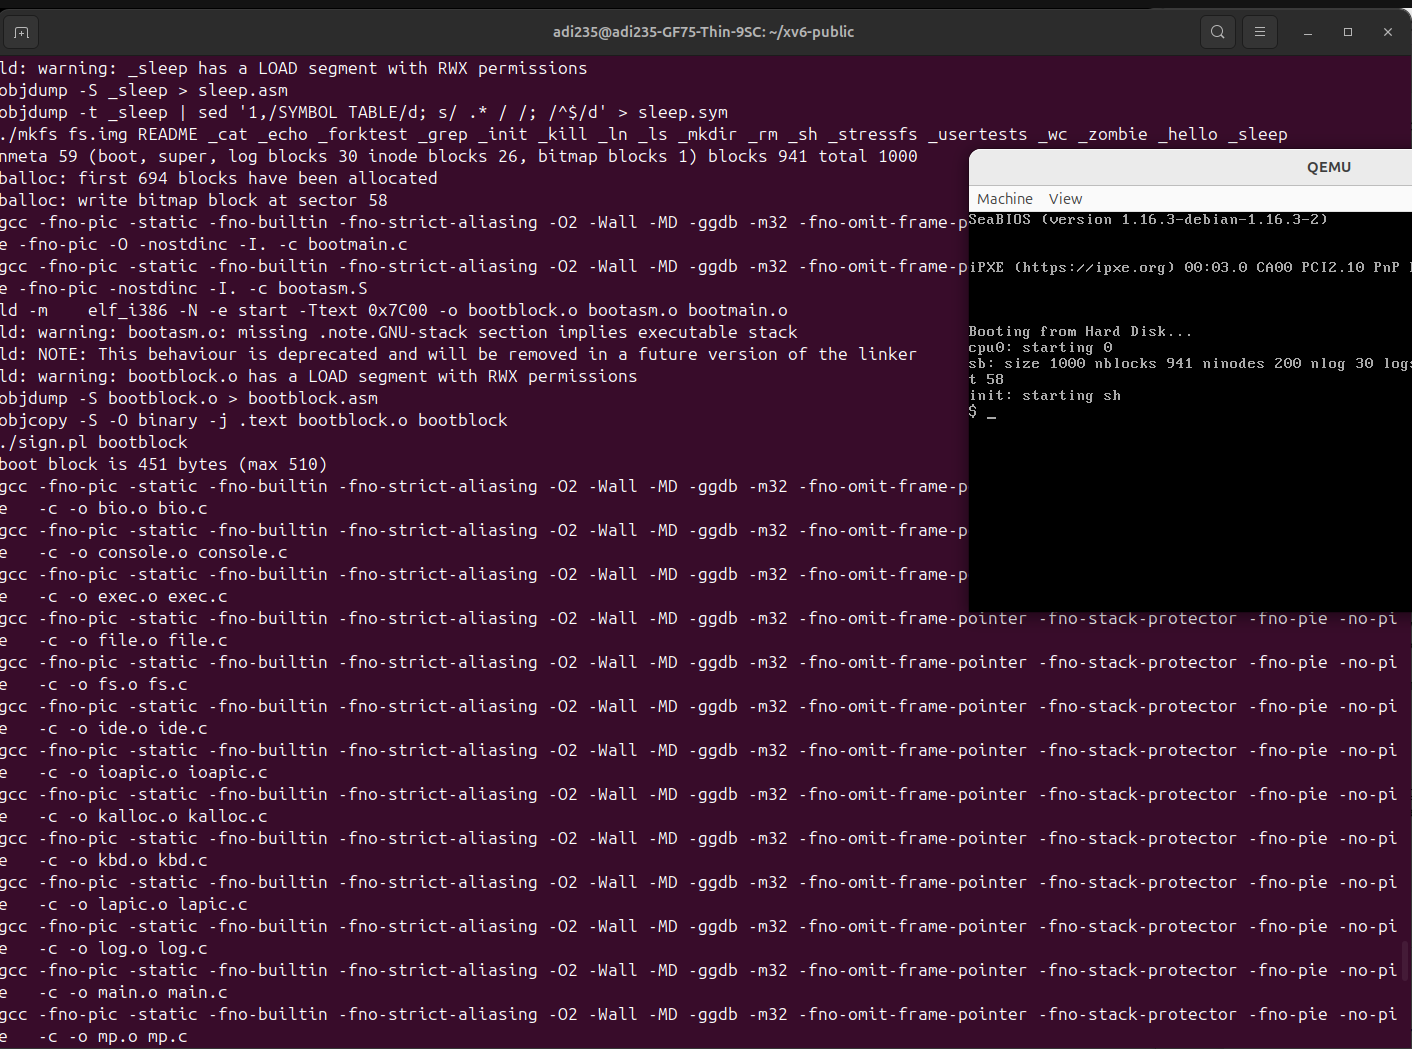 adi235@adi235-GF75-Thin-9SC: ~/xv6-public
ld: warning: _sleep has a LOAD segment with RWX permissions
objdump -S _sleep > sleep.asm
objdump -t _sleep | sed '1,/SYMBOL TABLE/d; s/ .* / /; /^$/d' > sleep.sym
./mkfs fs.img README _cat _echo _forktest _grep _init _kill _ln _ls _mkdir _rm _sh _stressfs _usertests _wc _zombie _hello _sleep
nmeta 59 (boot, super, log blocks 30 inode blocks 26, bitmap blocks 1) blocks 941 total 1000
balloc: first 694 blocks have been allocated
balloc: write bitmap block at sector 58
gcc -fno-pic -static -fno-builtin -fno-strict-aliasing -O2 -Wall -MD -ggdb -m32 -fno-omit-frame-p
e -fno-pic -O -nostdinc -I. -c bootmain.c
gcc -fno-pic -static -fno-builtin -fno-strict-aliasing -O2 -Wall -MD -ggdb -m32 -fno-omit-frame-p
e -fno-pic -nostdinc -I. -c bootasm.S
ld -m    elf_i386 -N -e start -Ttext 0x7C00 -o bootblock.o bootasm.o bootmain.o
ld: warning: bootasm.o: missing .note.GNU-stack section implies executable stack
ld: NOTE: This behaviour is deprecated and will be removed in a future version of the linker
ld: warning: bootblock.o has a LOAD segment with RWX permissions
objdump -S bootblock.o > bootblock.asm
objcopy -S -O binary -j .text bootblock.o bootblock
./sign.pl bootblock
boot block is 451 bytes (max 510)
gcc -fno-pic -static -fno-builtin -fno-strict-aliasing -O2 -Wall -MD -ggdb -m32 -fno-omit-frame-p
e   -c -o bio.o bio.c
gcc -fno-pic -static -fno-builtin -fno-strict-aliasing -O2 -Wall -MD -ggdb -m32 -fno-omit-frame-p
e   -c -o console.o console.c
gcc -fno-pic -static -fno-builtin -fno-strict-aliasing -O2 -Wall -MD -ggdb -m32 -fno-omit-frame-p
e   -c -o exec.o exec.c
gcc -fno-pic -static -fno-builtin -fno-strict-aliasing -O2 -Wall -MD -ggdb -m32 -fno-omit-frame-pointer -fno-stack-protector -fno-pie -no-pi
e   -c -o file.o file.c
gcc -fno-pic -static -fno-builtin -fno-strict-aliasing -O2 -Wall -MD -ggdb -m32 -fno-omit-frame-pointer -fno-stack-protector -fno-pie -no-pi
e   -c -o fs.o fs.c
gcc -fno-pic -static -fno-builtin -fno-strict-aliasing -O2 -Wall -MD -ggdb -m32 -fno-omit-frame-pointer -fno-stack-protector -fno-pie -no-pi
e   -c -o ide.o ide.c
gcc -fno-pic -static -fno-builtin -fno-strict-aliasing -O2 -Wall -MD -ggdb -m32 -fno-omit-frame-pointer -fno-stack-protector -fno-pie -no-pi
e   -c -o ioapic.o ioapic.c
gcc -fno-pic -static -fno-builtin -fno-strict-aliasing -O2 -Wall -MD -ggdb -m32 -fno-omit-frame-pointer -fno-stack-protector -fno-pie -no-pi
e   -c -o kalloc.o kalloc.c
gcc -fno-pic -static -fno-builtin -fno-strict-aliasing -O2 -Wall -MD -ggdb -m32 -fno-omit-frame-pointer -fno-stack-protector -fno-pie -no-pi
e   -c -o kbd.o kbd.c
gcc -fno-pic -static -fno-builtin -fno-strict-aliasing -O2 -Wall -MD -ggdb -m32 -fno-omit-frame-pointer -fno-stack-protector -fno-pie -no-pi
e   -c -o lapic.o lapic.c
gcc -fno-pic -static -fno-builtin -fno-strict-aliasing -O2 -Wall -MD -ggdb -m32 -fno-omit-frame-pointer -fno-stack-protector -fno-pie -no-pi
e   -c -o log.o log.c
gcc -fno-pic -static -fno-builtin -fno-strict-aliasing -O2 -Wall -MD -ggdb -m32 -fno-omit-frame-pointer -fno-stack-protector -fno-pie -no-pi
e   -c -o main.o main.c
gcc -fno-pic -static -fno-builtin -fno-strict-aliasing -O2 -Wall -MD -ggdb -m32 -fno-omit-frame-pointer -fno-stack-protector -fno-pie -no-pi
e   -c -o mp.o mp.c
QEMU
Machine View
SeaBIOS (version 1.16.3-debian-1.16.3-2)
iPXE (https://ipxe.org) 00:03.0 CA00 PCI2.10 PnP
Booting from Hard Disk...
cpu0: starting 0
sb: size 1000 nblocks 941 ninodes 200 nlog 30 logs
t 58
init: starting sh
$ _